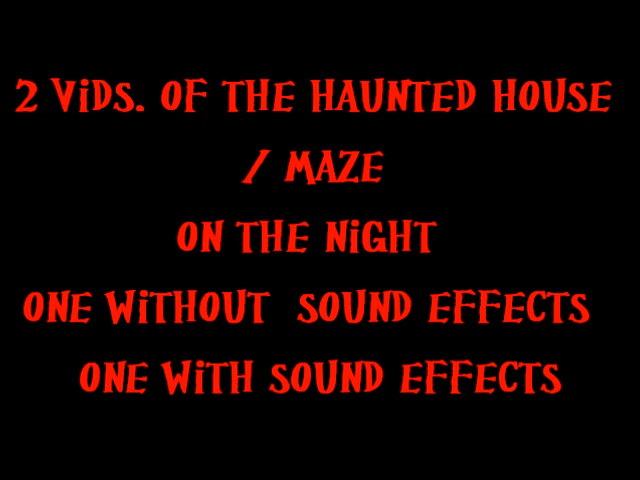 2 ViDS. OF THE HAUNTED HOUSE
/ MAZE
ON THE NiGHT
ONE WiTHOUT SOUND EFFECTS
ONE WiTH SOUND EFFECTS